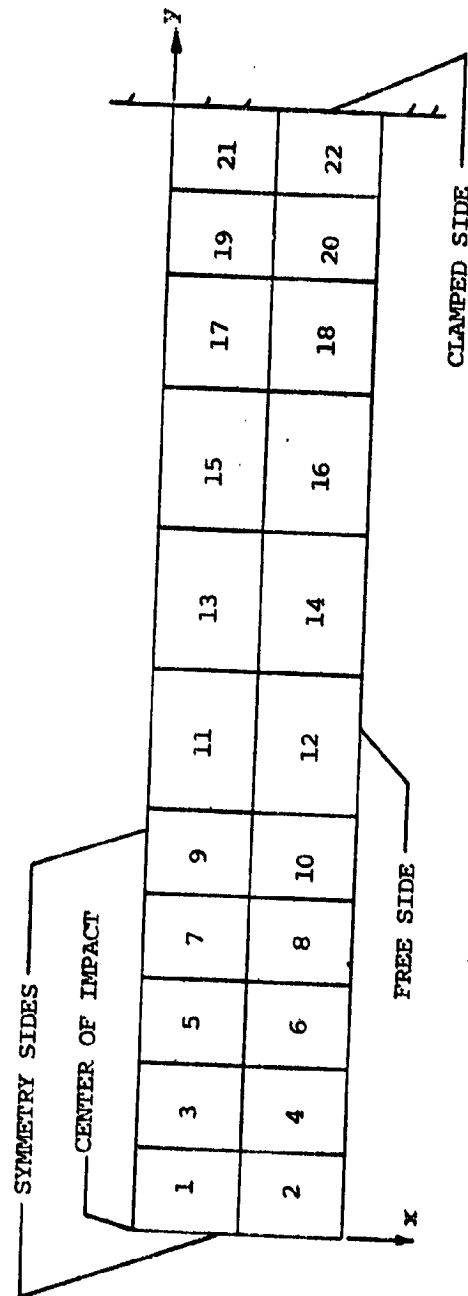 SYMMETRY SIDES
CENTER OF IMPACT
y
1 3 5 7 9 11 13 15 17 19 21
2 4 6 8 10 12 14 16 18 20 22
x
FREE SIDE
CLAMPED SIDE